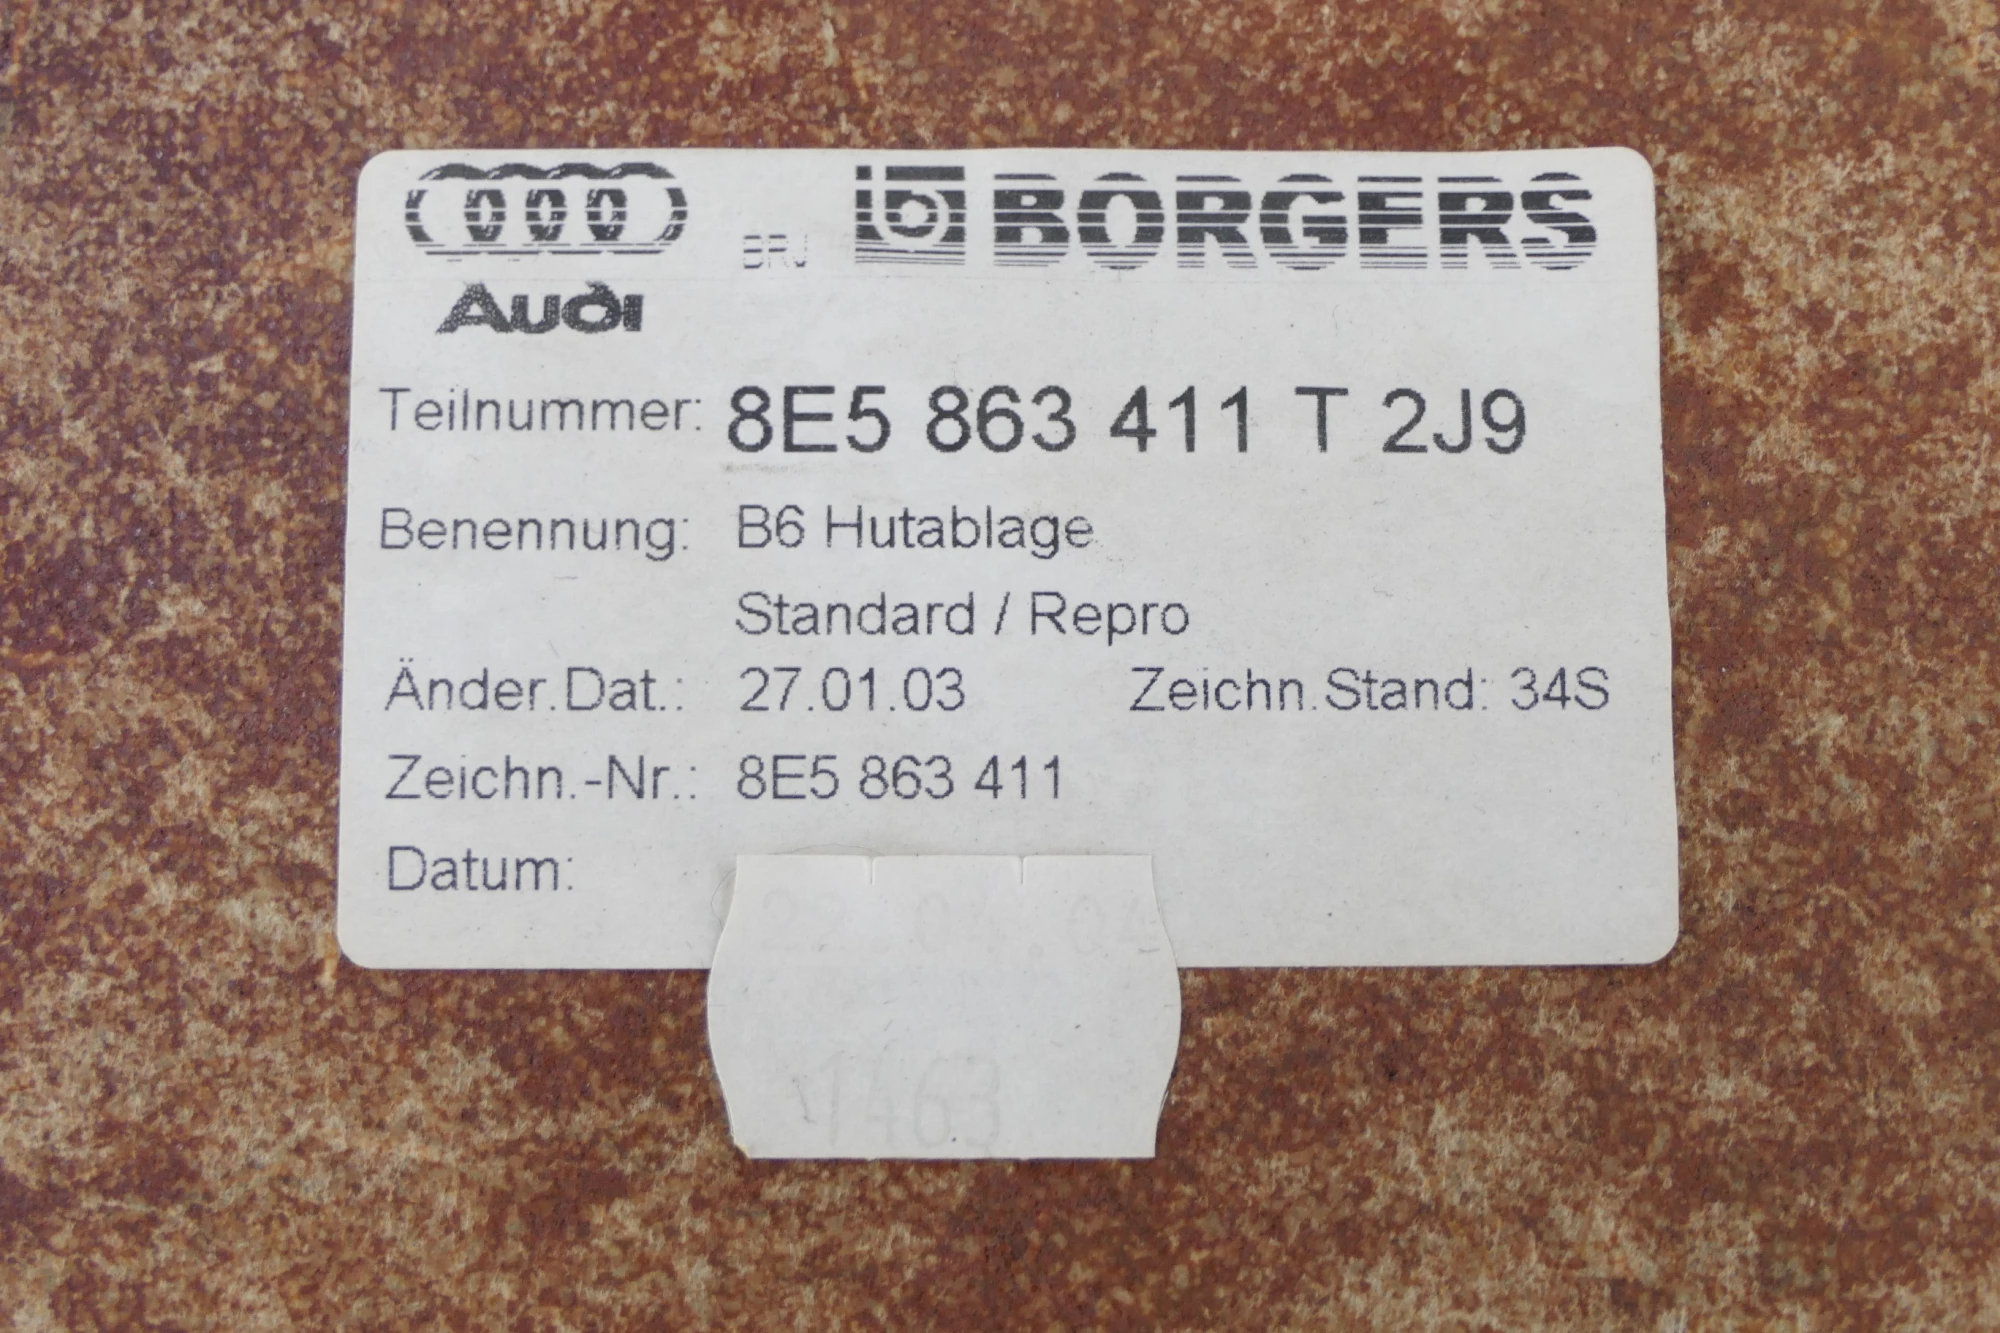 BRJ BORGERS
Audi
Teilnummer: 8E5 863 411 T 2J9
Benennung: B6 Hutablage
Standard / Repro
Änder.Dat.: 27.01.03 Zeichn.Stand: 34S
Zeichn.-Nr.: 8E5 863 411
Datum:
1463